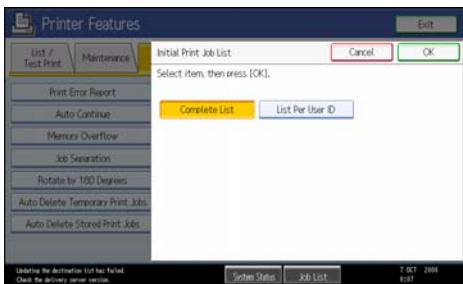 Printer Features
Exit
List /
Test Print
Maintenance
Initial Print Job List
Cancel
OK
Select item, then press [OK].
Complete List
List Per User ID
Print Error Report
Auto Continue
Memory Overflow
Job Separation
Rotate by 180 Degrees
Auto Delete Temporary Print Jobs
Auto Delete Stored Print Jobs
Updating the destination list has failed.
Check the delivery server version.
System Status
Job List
7 OCT